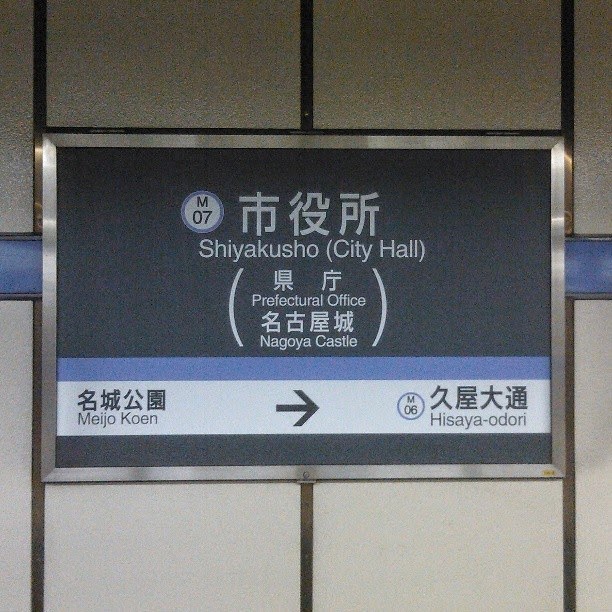 M
07
市役所
Shiyakusho (City Hall)
県庁
Prefectural Office
名古屋城
Nagoya Castle
名城公園
Meijo Koen
→
M
06
久屋大通
Hisaya-odori